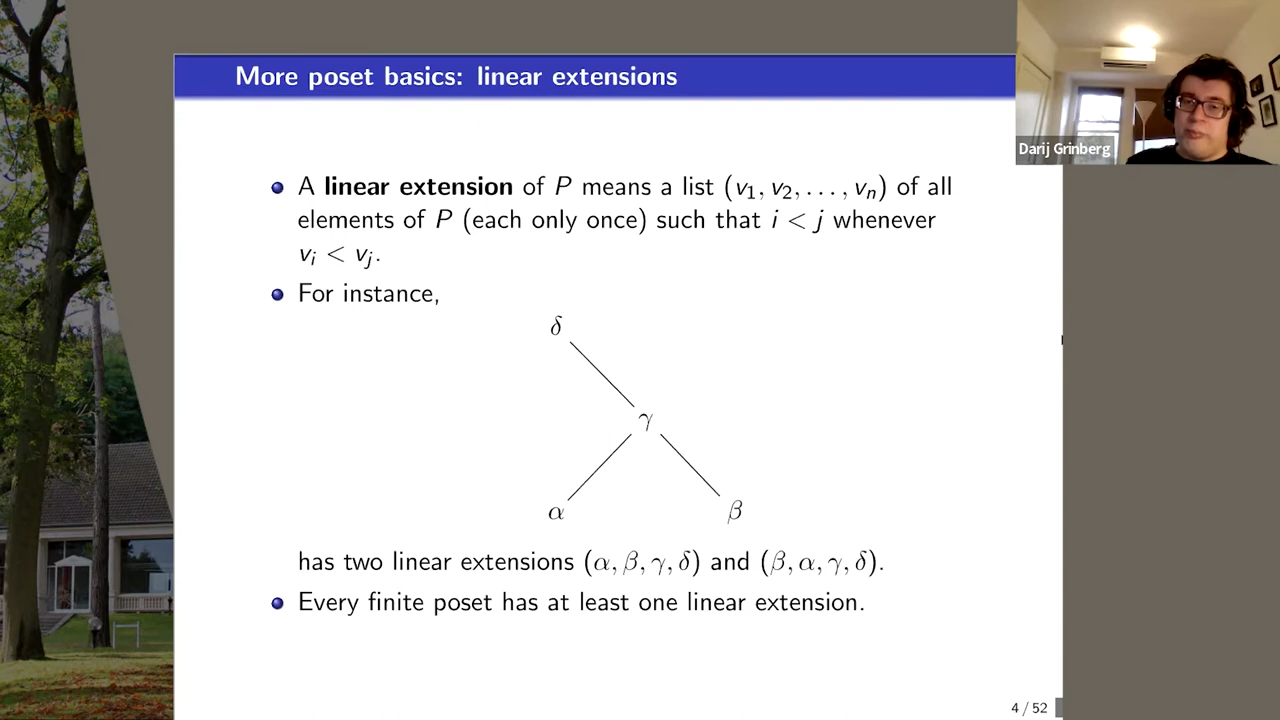 More poset basics: linear extensions
Darij Grinberg
A linear extension of P means a list (v₁, v₂, . . . , vₙ) of all
elements of P (each only once) such that i < j whenever
vᵢ < vⱼ.
For instance,
δ
γ
α β
has two linear extensions (α, β, γ, δ) and (β, α, γ, δ).
Every finite poset has at least one linear extension.
4 / 52